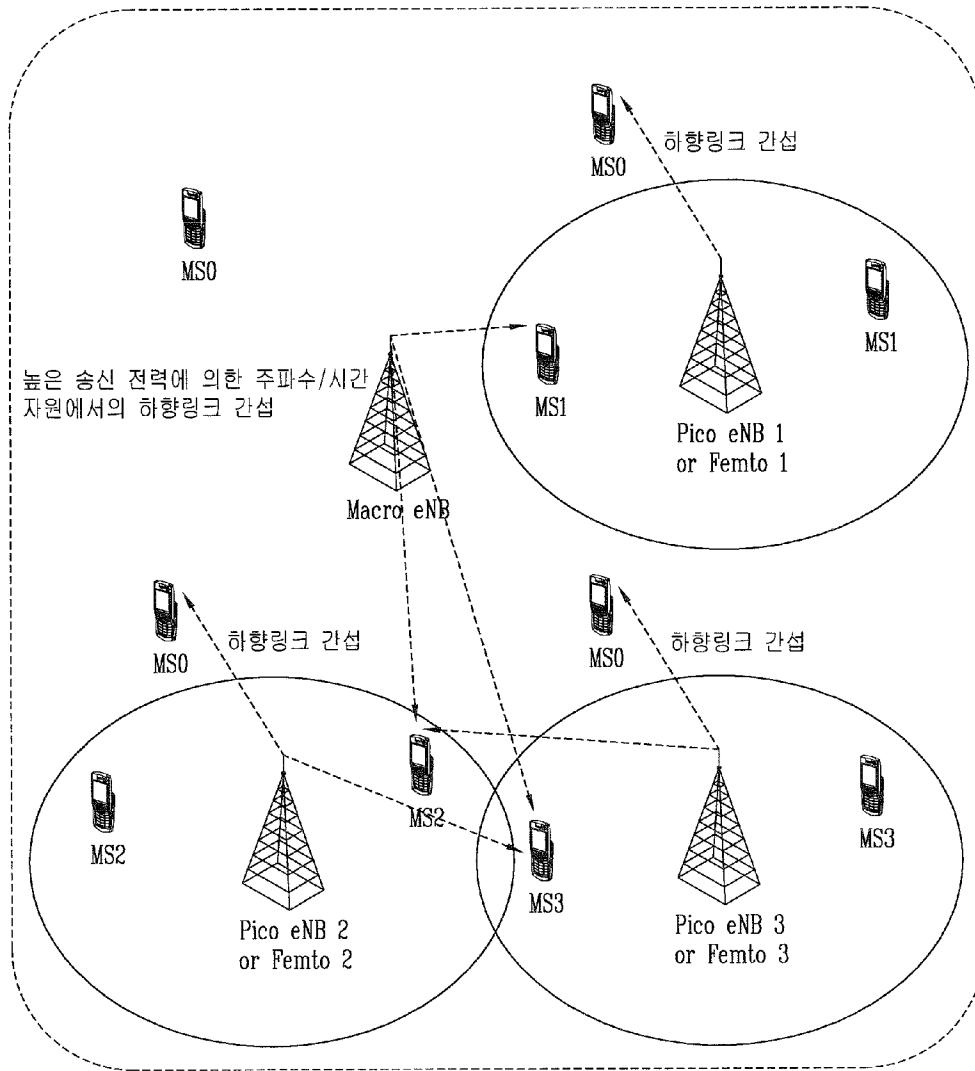 MS0
하향링크 간섭
MS0
MS1
MS1
높은 송신 전력에 의한 주파수/시간
자원에서의 하향링크 간섭
Pico eNB 1
or Femto 1
Macro eNB
MS0
하향링크 간섭
MS0
하향링크 간섭
MS2
MS2
MS3
MS3
Pico eNB 2
or Femto 2
Pico eNB 3
or Femto 3